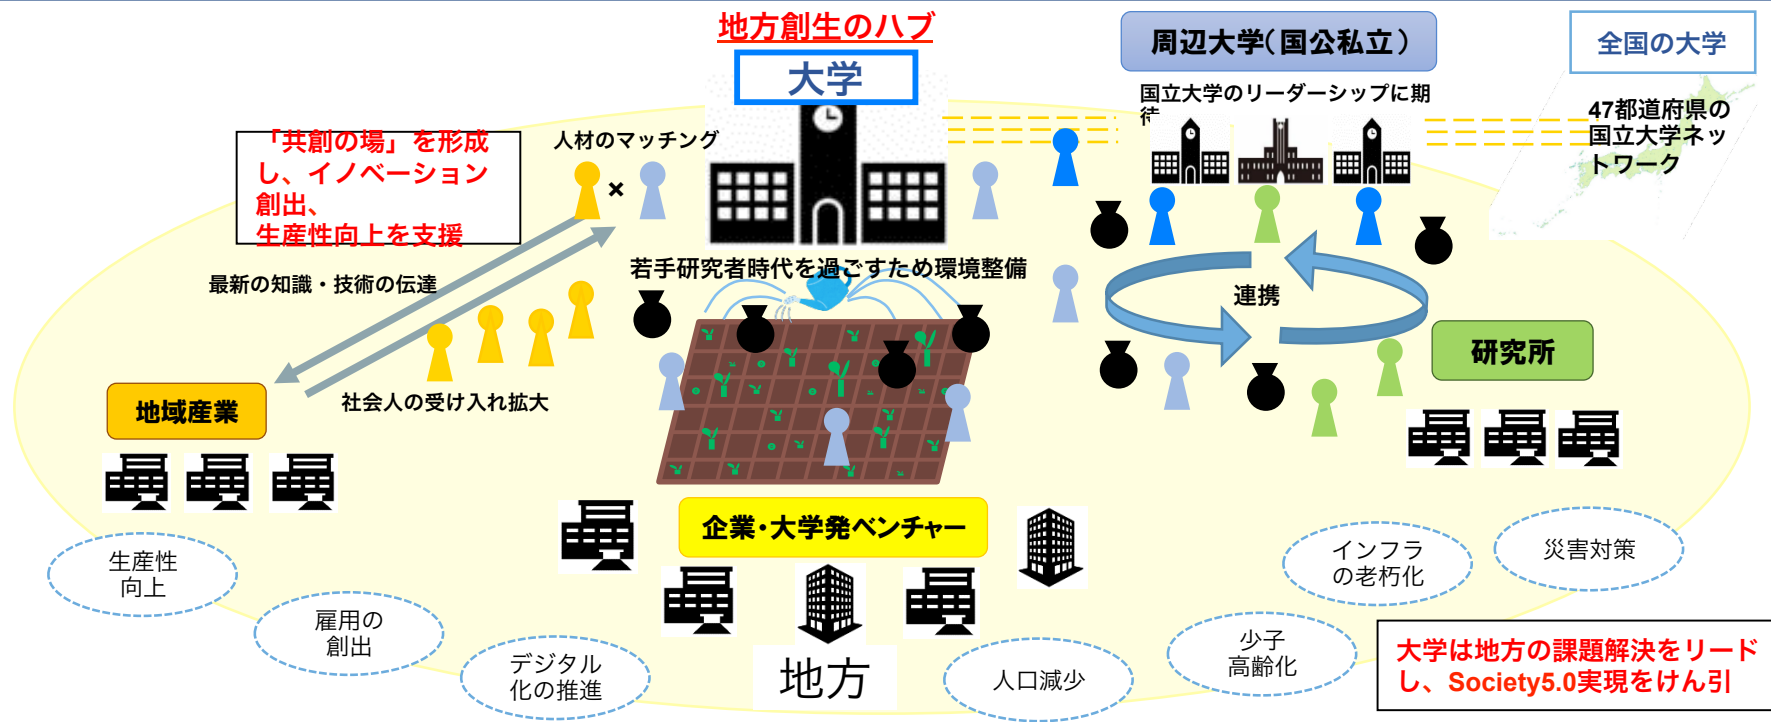 地方創生のハブ
大学
周辺大学(国公私立)
国立大学のリーダーシップに期
待
全国の大学
47都道府県の
国立大学ネッ
トワーク
「共創の場」を形成
し、イノベーション
創出、
生産性向上を支援
人材のマッチング
×
最新の知識・技術の伝達
若手研究者時代を過ごすため環境整備
連携
社会人の受け入れ拡大
地域産業
研究所
企業・大学発ベンチャー
生産性
向上
雇用の
創出
デジタル
化の推進
地方
人口減少
少子
高齢化
インフラ
の老朽化
災害対策
大学は地方の課題解決をリード
し、Society5.0実現をけん引